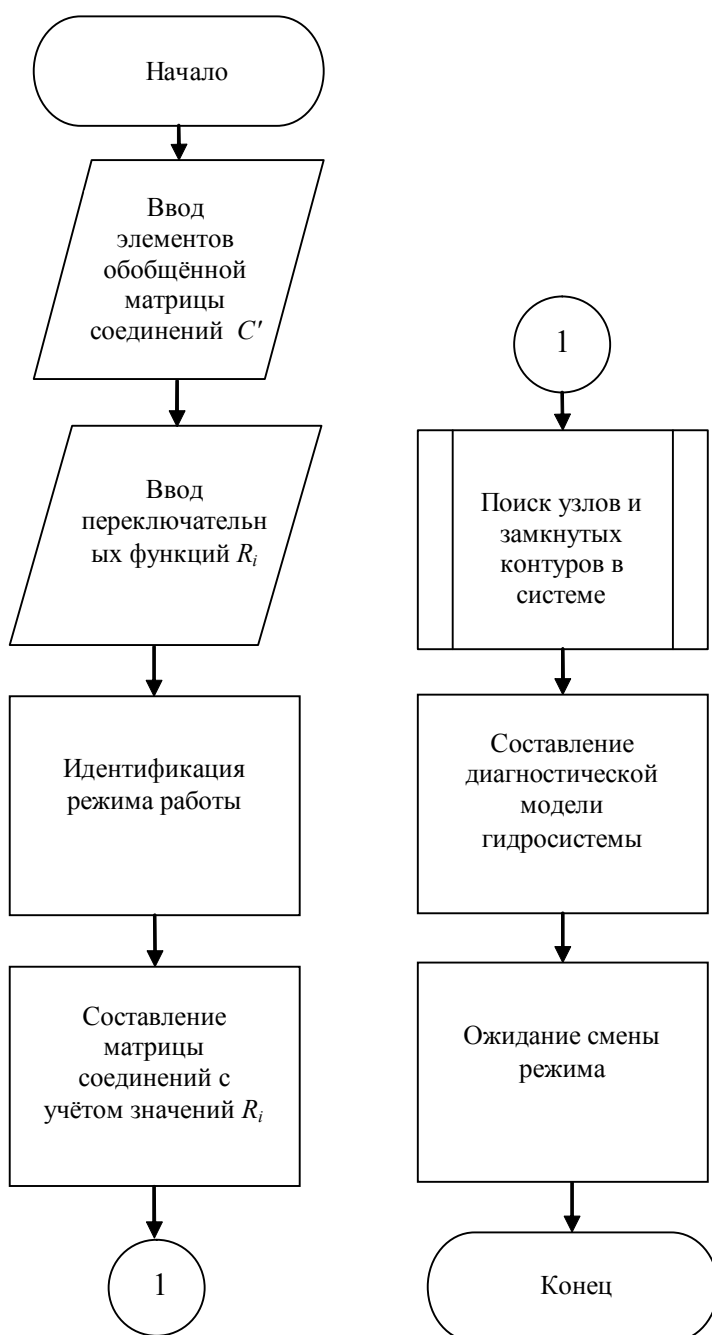 Начало
Ввод
элементов
обобщённой
матрицы
соединений C'
Ввод
переключательн
ых функций Ri
Идентификация
режима работы
Составление
матрицы
соединений с
учётом значений Ri
1
1
Поиск узлов и
замкнутых
контуров в
системе
Составление
диагностической
модели
гидросистемы
Ожидание смены
режима
Конец